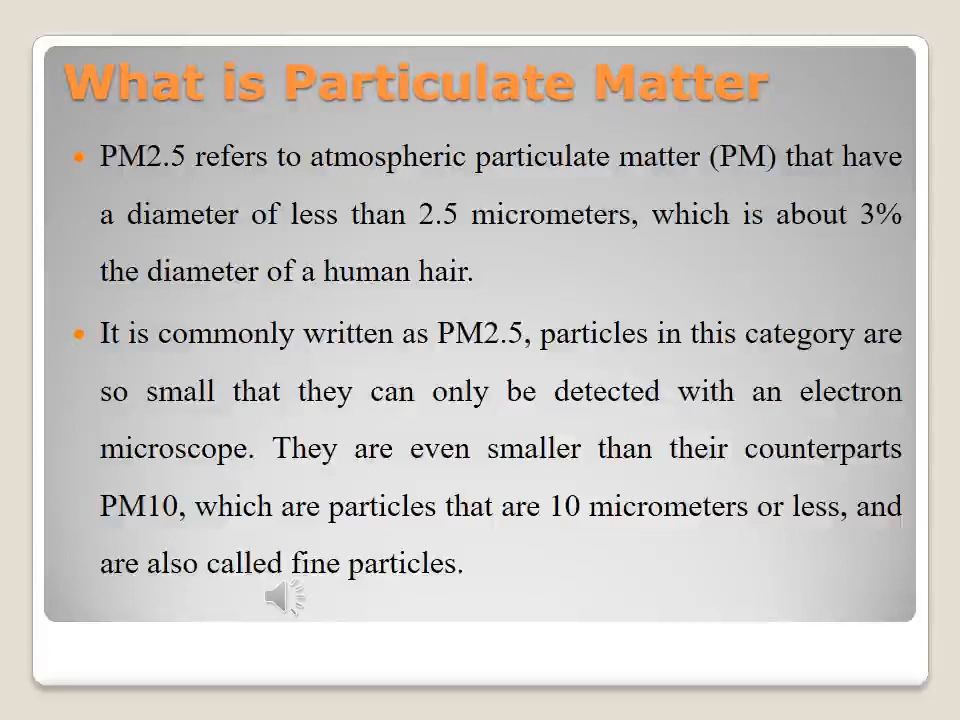 What is Particulate Matter
PM2.5 refers to atmospheric particulate matter (PM) that have
a diameter of less than 2.5 micrometers, which is about 3%
the diameter of a human hair.
It is commonly written as PM2.5, particles in this category are
so small that they can only be detected with an electron
microscope. They are even smaller than their counterparts
PM10, which are particles that are 10 micrometers or less, and
are also called fine particles.